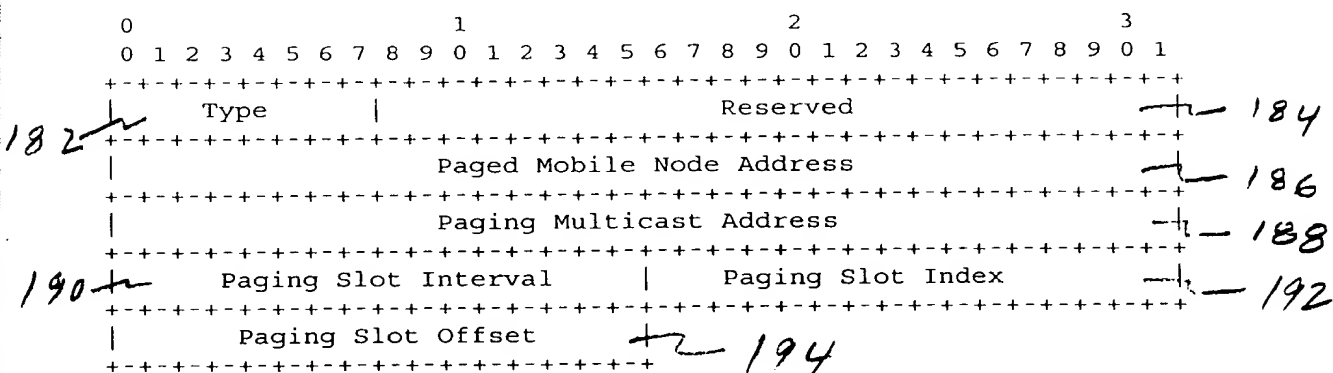 0 1 2 3
0 1 2 3 4 5 6 7 8 9 0 1 2 3 4 5 6 7 8 9 0 1 2 3 4 5 6 7 8 9 0 1
+-+-+-+-+-+-+-+-+-+-+-+-+-+-+-+-+-+-+-+-+-+-+-+-+-+-+-+-+-+-+-+-+
182 | Type | Reserved | 184
+-+-+-+-+-+-+-+-+-+-+-+-+-+-+-+-+-+-+-+-+-+-+-+-+-+-+-+-+-+-+-+-+
| Paged Mobile Node Address | 186
+-+-+-+-+-+-+-+-+-+-+-+-+-+-+-+-+-+-+-+-+-+-+-+-+-+-+-+-+-+-+-+-+
| Paging Multicast Address | 188
+-+-+-+-+-+-+-+-+-+-+-+-+-+-+-+-+-+-+-+-+-+-+-+-+-+-+-+-+-+-+-+-+
190 | Paging Slot Interval | Paging Slot Index | 192
+-+-+-+-+-+-+-+-+-+-+-+-+-+-+-+-+-+-+-+-+-+-+-+-+-+-+-+-+-+-+-+-+
| Paging Slot Offset | 194
+-+-+-+-+-+-+-+-+-+-+-+-+-+-+-+-+